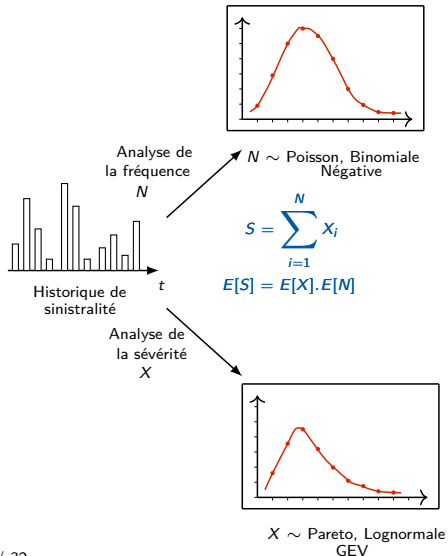 Analyse de
la fréquence
N
N ∼ Poisson, Binomiale
Négative
S = ∑_{i=1}^{N} X_i
E[S] = E[X].E[N]
t
Historique de
sinistralité
Analyse de
la sévérité
X
X ∼ Pareto, Lognormale
GEV